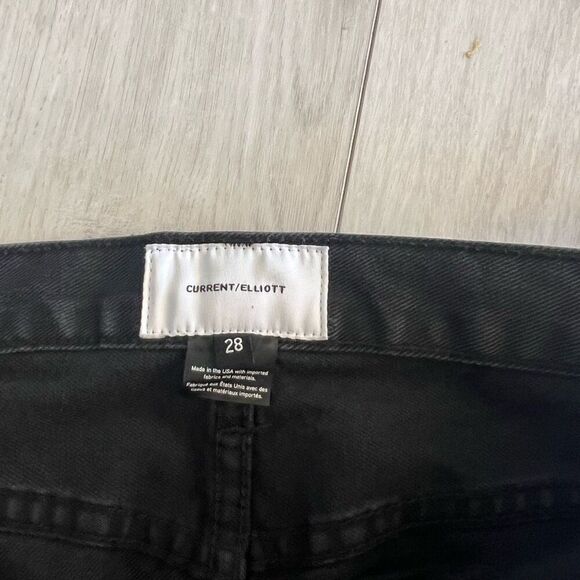 CURRENT/ELLIOTT
28
Made in the USA with imported
fabrics and materials.
Fabriqué aux États Unis avec des
tissus et matériaux importés.